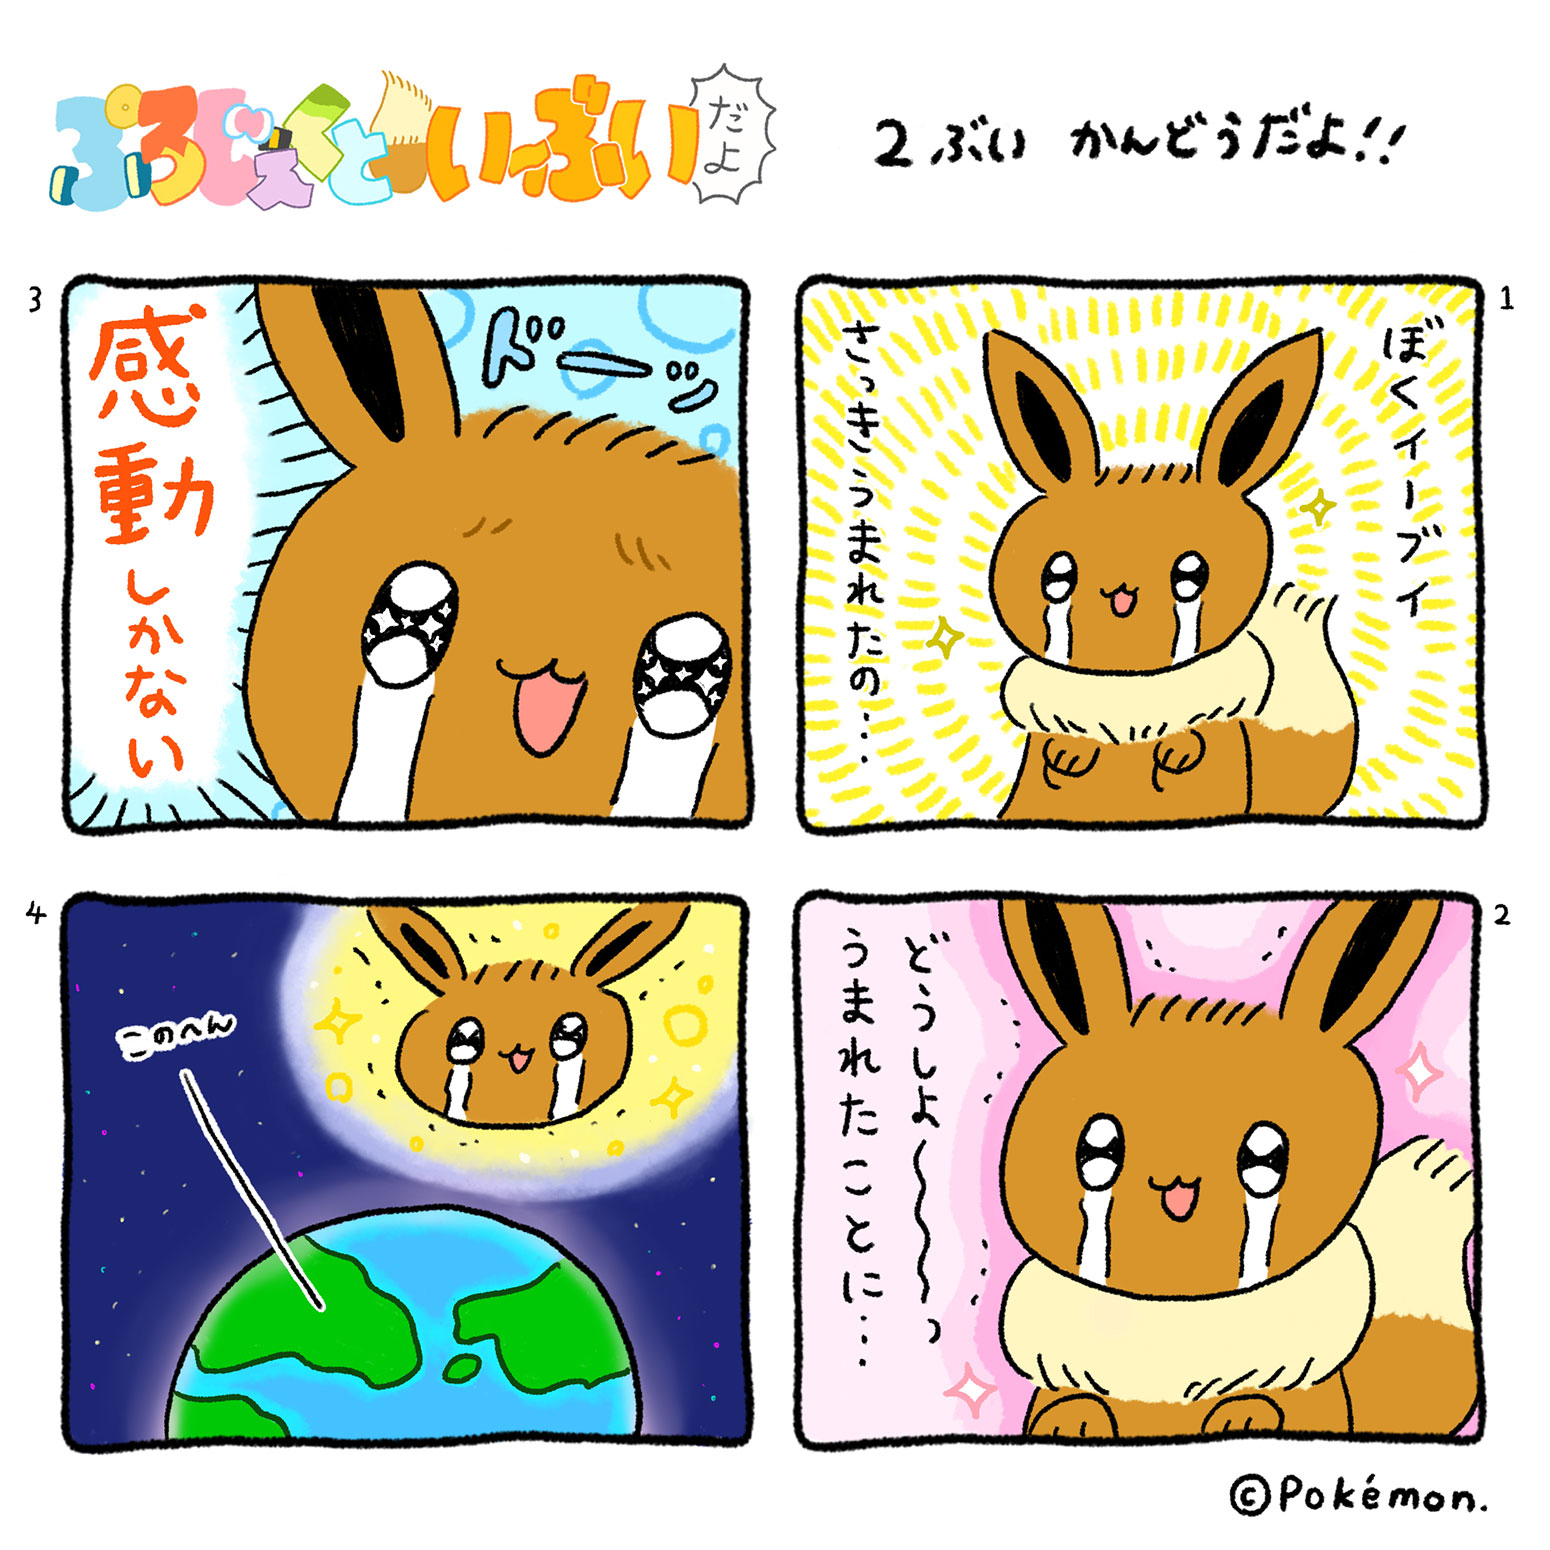 ぷろじぇくといーぶいだよ
2ぶい かんどうだよ!!
1
ぼくイーブイ
さっきうまれたの…
2
どうしよ〜〜〜っ
うまれたことに…
3
ドーッ
感動しかない
4
このへん
©Pokémon.